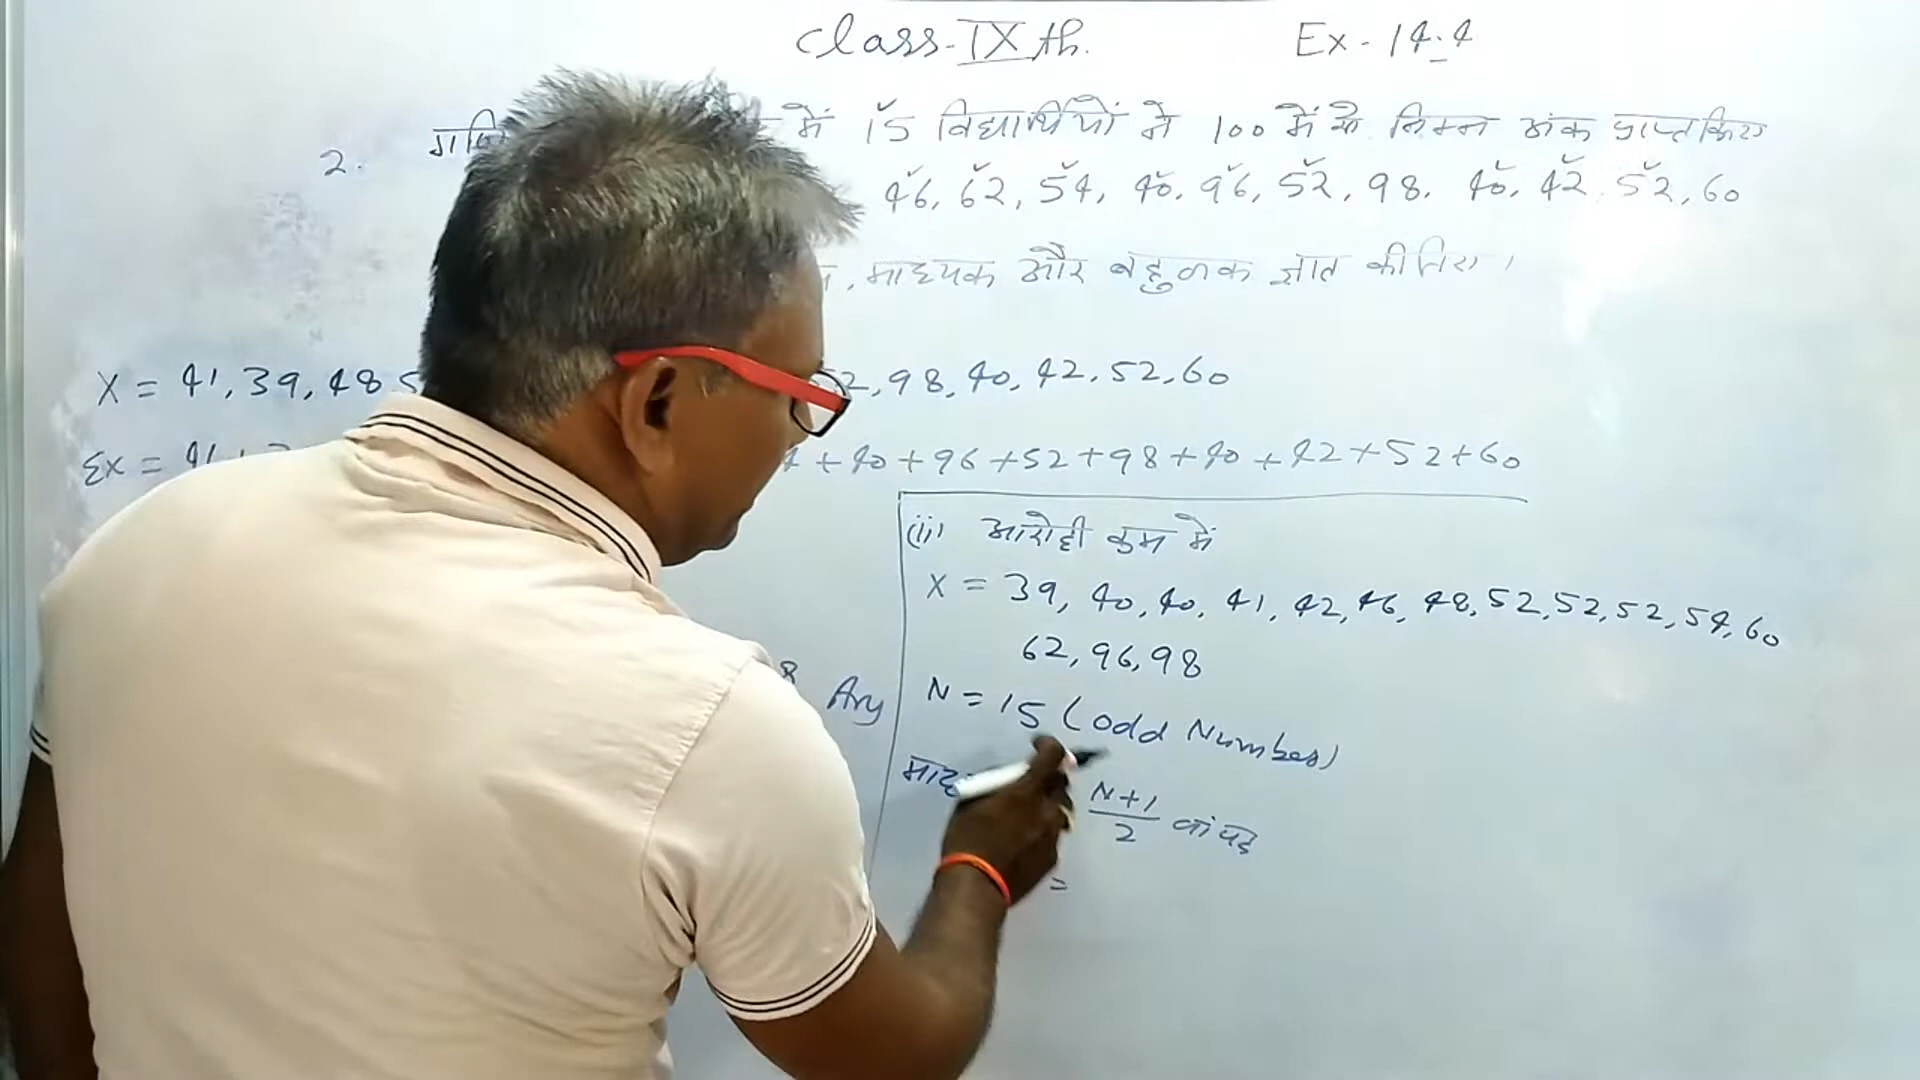 Class-IXth. Ex-14.4
2. में 15 विद्यार्थियों ने 100 में से निम्न अंक प्राप्त किए
46, 62, 54, 40, 96, 52, 98, 40, 42, 52, 60
, माध्यक और बहुलक ज्ञात कीजिए।
X = 41, 39, 48 52, 98, 40, 42, 52, 60
Σx = 41 + + 40 + 96 + 52 + 98 + 40 + 42 + 52 + 60
(ii) आरोही क्रम में
X = 39, 40, 40, 41, 42, 46, 48, 52, 52, 52, 54, 60
62, 96, 98
8 Ans N = 15 (odd Number)
N+1
2 वां पद
=